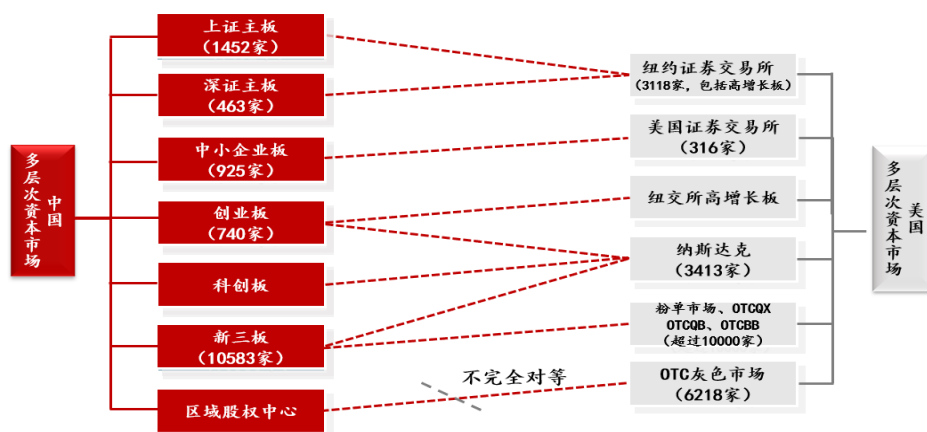 中国
多层次资本市场
上证主板
(1452家)
深证主板
(463家)
中小企业板
(925家)
创业板
(740家)
科创板
新三板
(10583家)
区域股权中心
不完全对等
纽约证券交易所
(3118家，包括高增长板)
美国证券交易所
(316家)
纽交所高增长板
纳斯达克
(3413家)
粉单市场、OTCQX
OTCQB、OTCBB
(超过10000家)
OTC灰色市场
(6218家)
美国
多层次资本市场